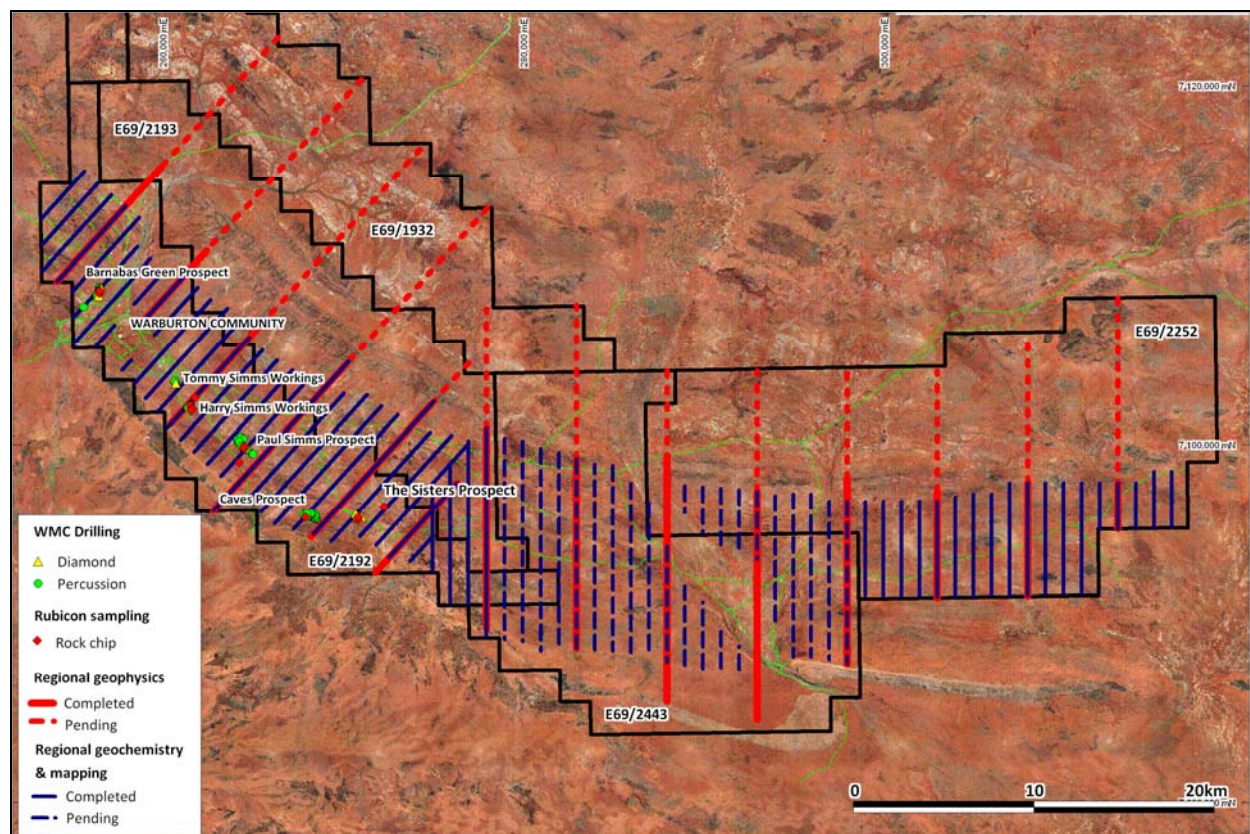 260,000 mE
280,000 mE
300,000 mE
7,120,000 mN
E69/2193
E69/1932
Barnabas Green Prospect
WARBURTON COMMUNITY
E69/2252
Tommy Simms Workings
Harry Simms Workings
Paul Simms Prospect
7,100,000 mN
Caves Prospect
The Sisters Prospect
E69/2192
E69/2443
WMC Drilling
Diamond
Percussion
Rubicon sampling
Rock chip
Regional geophysics
Completed
Pending
Regional geochemistry
& mapping
Completed
Pending
0
10
20km